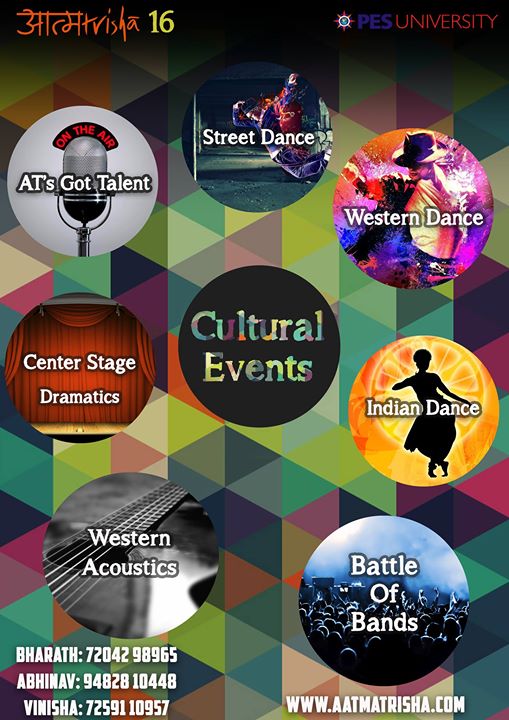 आत्मत्risha 16
PES UNIVERSITY
ON THE AIR
AT's Got Talent
Street Dance
Western Dance
Cultural
Events
Center Stage
Dramatics
Indian Dance
Western
Acoustics
Battle
Of
Bands
BHARATH: 72042 98965
ABHINAV: 94828 10448
VINISHA: 72591 10957
WWW.AATMATRISHA.COM